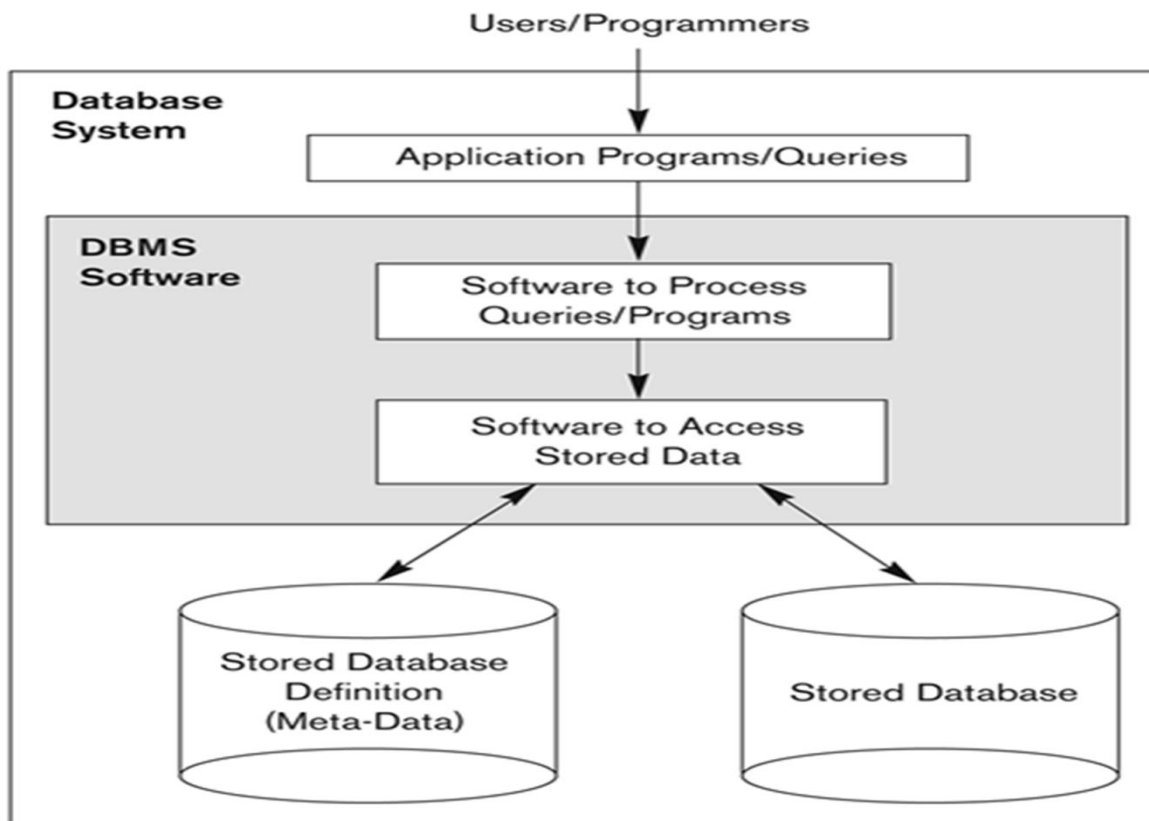 Users/Programmers
Database
System
Application Programs/Queries
DBMS
Software
Software to Process
Queries/Programs
Software to Access
Stored Data
Stored Database
Definition
(Meta-Data)
Stored Database